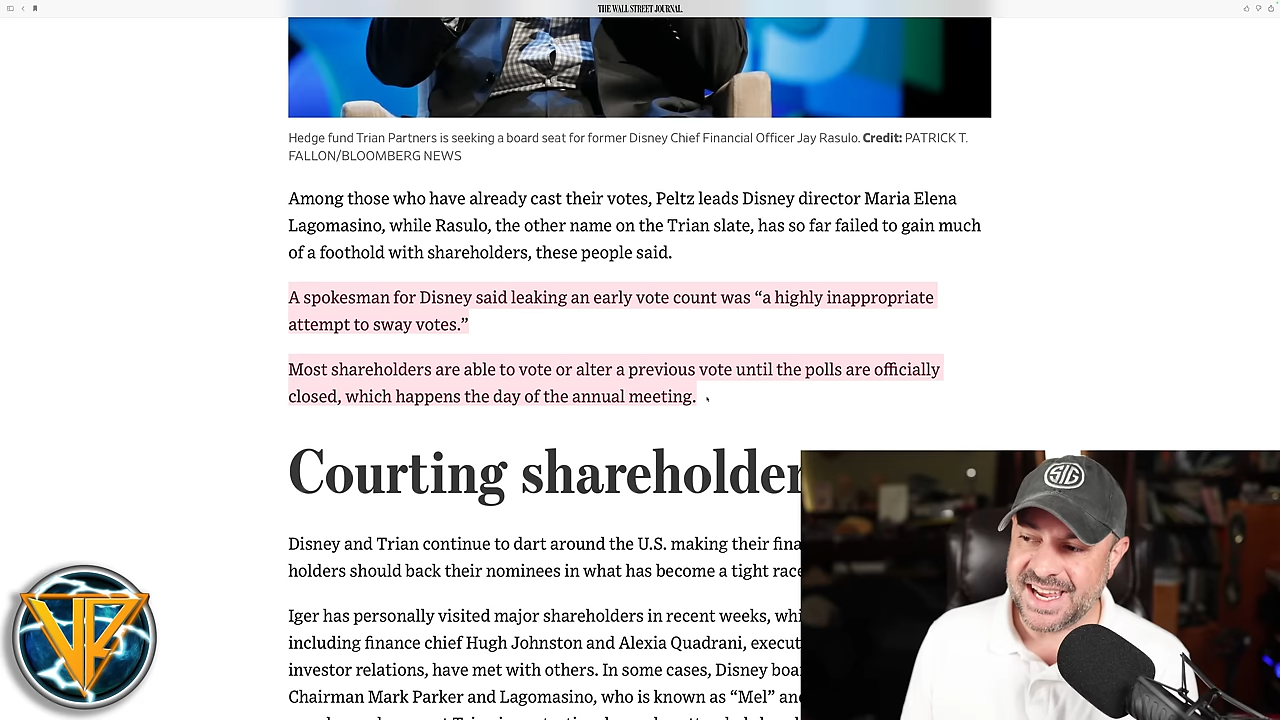 THE WALL STREET JOURNAL.
Hedge fund Trian Partners is seeking a board seat for former Disney Chief Financial Officer Jay Rasulo. Credit: PATRICK T.
FALLON/BLOOMBERG NEWS
Among those who have already cast their votes, Peltz leads Disney director Maria Elena
Lagomasino, while Rasulo, the other name on the Trian slate, has so far failed to gain much
of a foothold with shareholders, these people said.
A spokesman for Disney said leaking an early vote count was “a highly inappropriate
attempt to sway votes.”
Most shareholders are able to vote or alter a previous vote until the polls are officially
closed, which happens the day of the annual meeting.
Courting shareholder
Disney and Trian continue to dart around the U.S. making their fina
holders should back their nominees in what has become a tight race
Iger has personally visited major shareholders in recent weeks, whi
including finance chief Hugh Johnston and Alexia Quadrani, execut
investor relations, have met with others. In some cases, Disney boa
Chairman Mark Parker and Lagomasino, who is known as “Mel” and
SIG